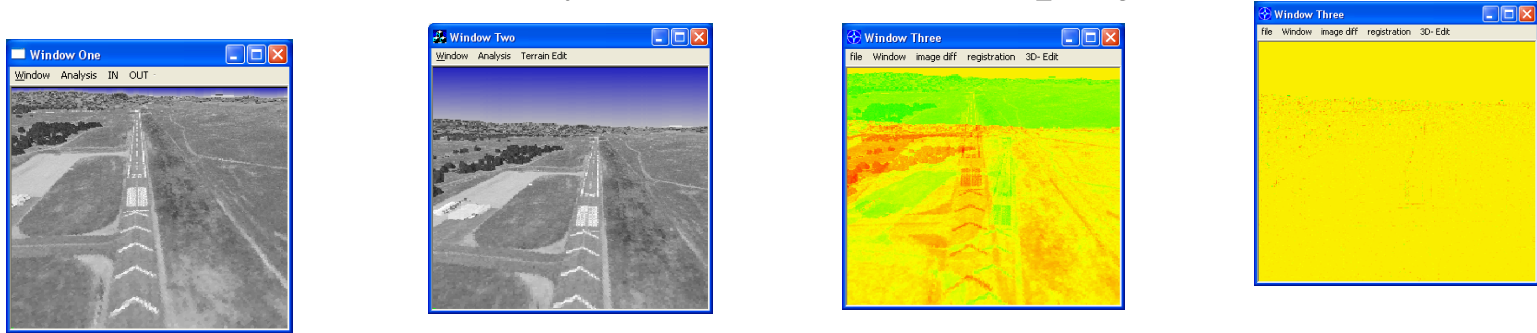 Window One
Window Analysis IN OUT
Window Two
Window Analysis Terrain Edit
Window Three
file Window image diff registration 3D- Edit
Window Three
file Window image diff registration 3D- Edit